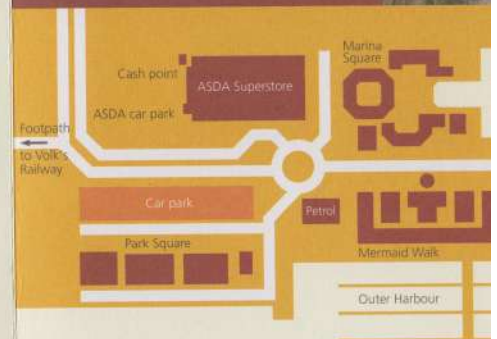 Marina
Square
Cash point
ASDA Superstore
ASDA car park
Footpath
to Volk's
Railway
Car park
Petrol
Park Square
Mermaid Walk
Outer Harbour